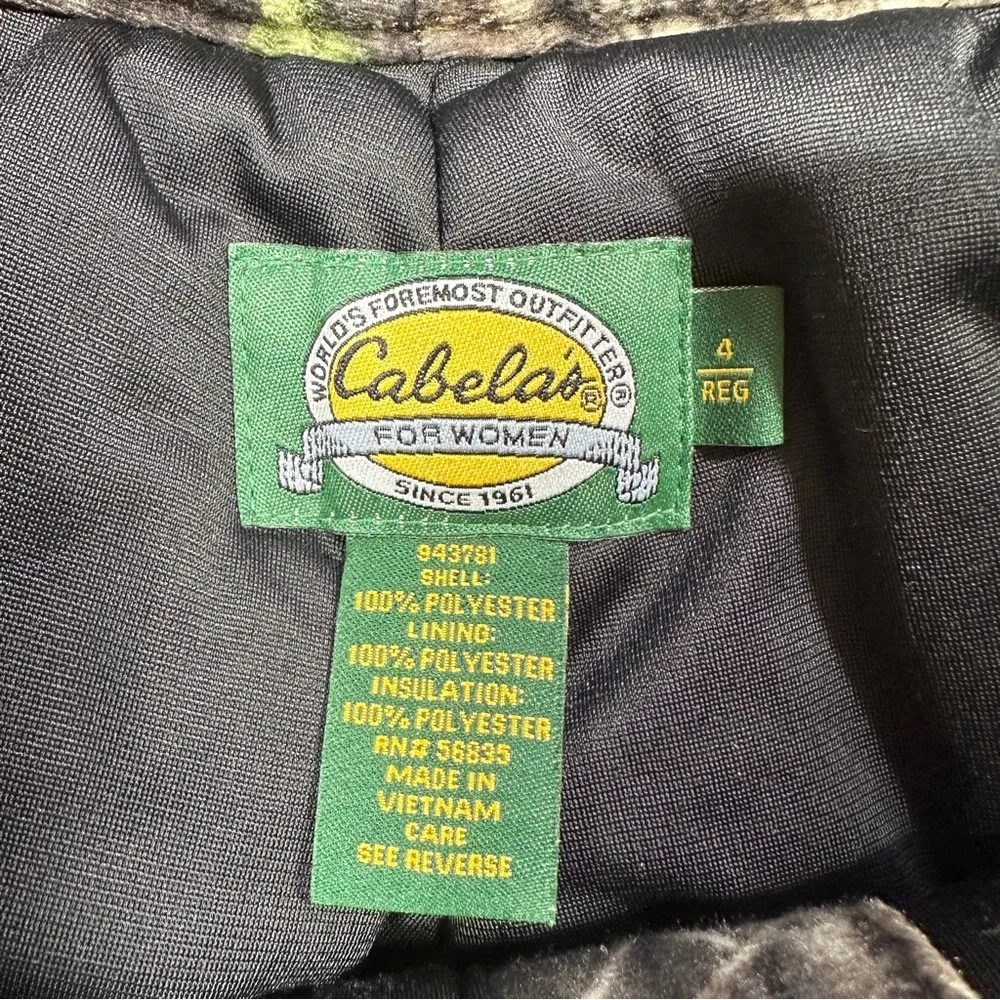 WORLD'S FOREMOST OUTFITTER®
Cabela's®
FOR WOMEN
SINCE 1961
4
REG
943781
SHELL:
100% POLYESTER
LINING:
100% POLYESTER
INSULATION:
100% POLYESTER
RN# 56835
MADE IN
VIETNAM
CARE
SEE REVERSE